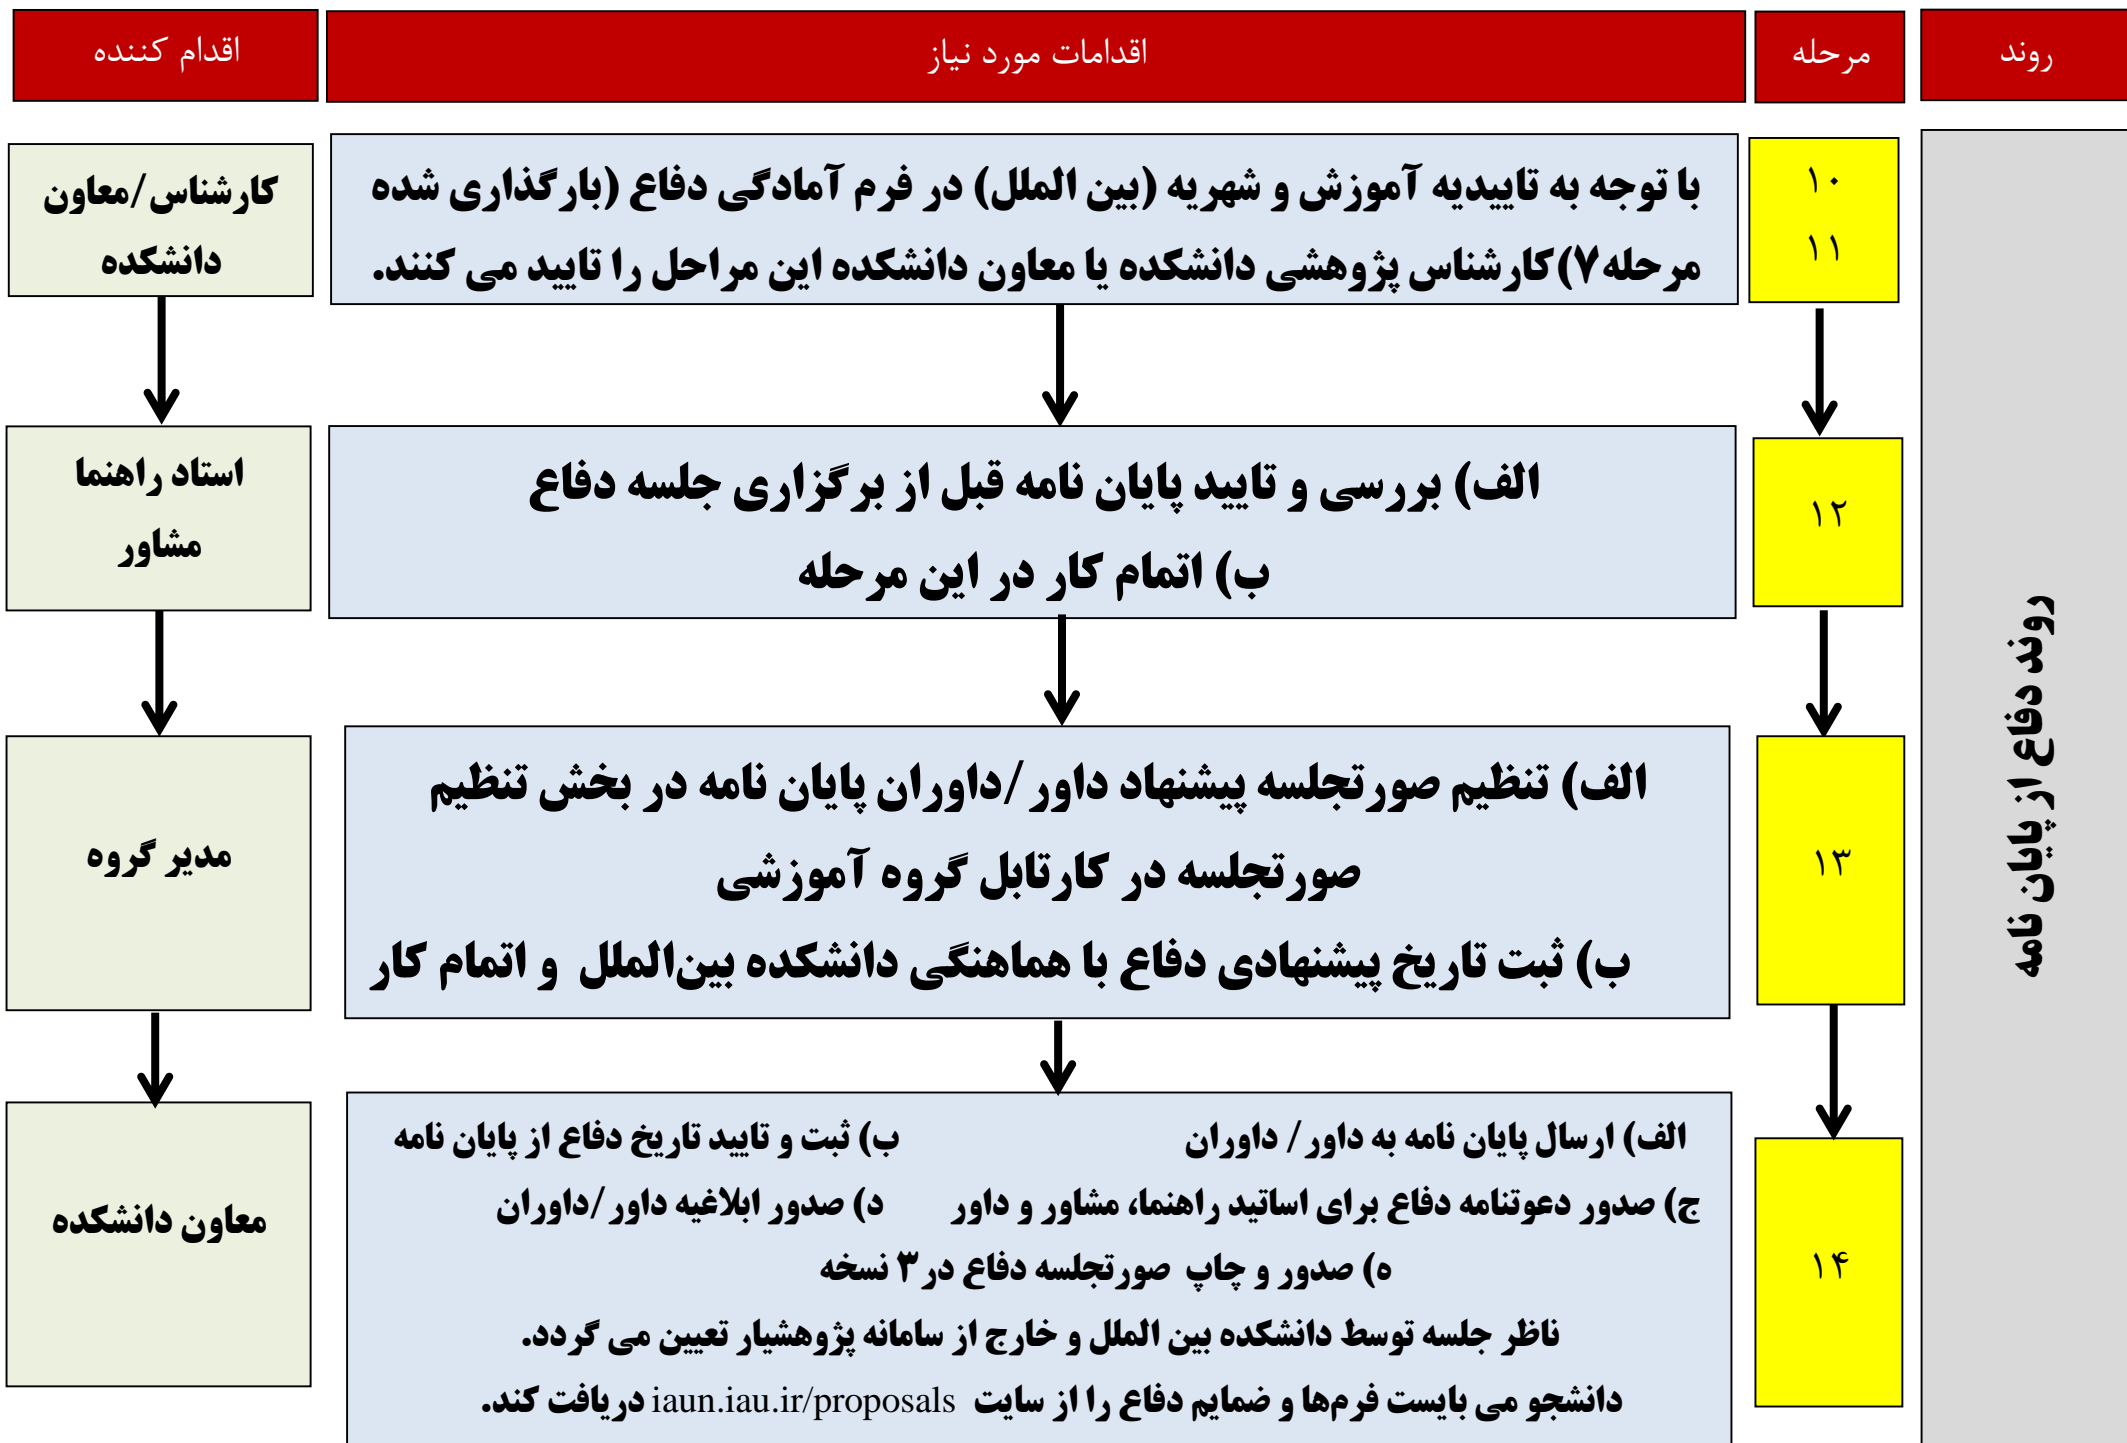 روند
مرحله
اقدامات مورد نیاز
اقدام کننده
روند دفاع از پایان نامه
۱۰
۱۱
با توجه به تاییدیه آموزش و شهریه (بین الملل) در فرم آمادگی دفاع (بارگذاری شده
مرحله۷)کارشناس پژوهشی دانشکده یا معاون دانشکده این مراحل را تایید می کنند.
کارشناس/معاون
دانشکده
۱۲
الف) بررسی و تایید پایان نامه قبل از برگزاری جلسه دفاع
ب) اتمام کار در این مرحله
استاد راهنما
مشاور
۱۳
الف) تنظیم صورتجلسه پیشنهاد داور /داوران پایان نامه در بخش تنظیم
صورتجلسه در کارتابل گروه آموزشی
ب) ثبت تاریخ پیشنهادی دفاع با هماهنگی دانشکده بین‌الملل و اتمام کار
مدیر گروه
۱۴
الف) ارسال پایان نامه به داور/ داوران ب) ثبت و تایید تاریخ دفاع از پایان نامه
ج) صدور دعوتنامه دفاع برای اساتید راهنما، مشاور و داور د) صدور ابلاغیه داور /داوران
ه) صدور و چاپ صورتجلسه دفاع در۳ نسخه
ناظر جلسه توسط دانشکده بین الملل و خارج از سامانه پژوهشیار تعیین می گردد.
دانشجو می بایست فرم‌ها و ضمایم دفاع را از سایت iaun.iau.ir/proposals دریافت کند.
معاون دانشکده